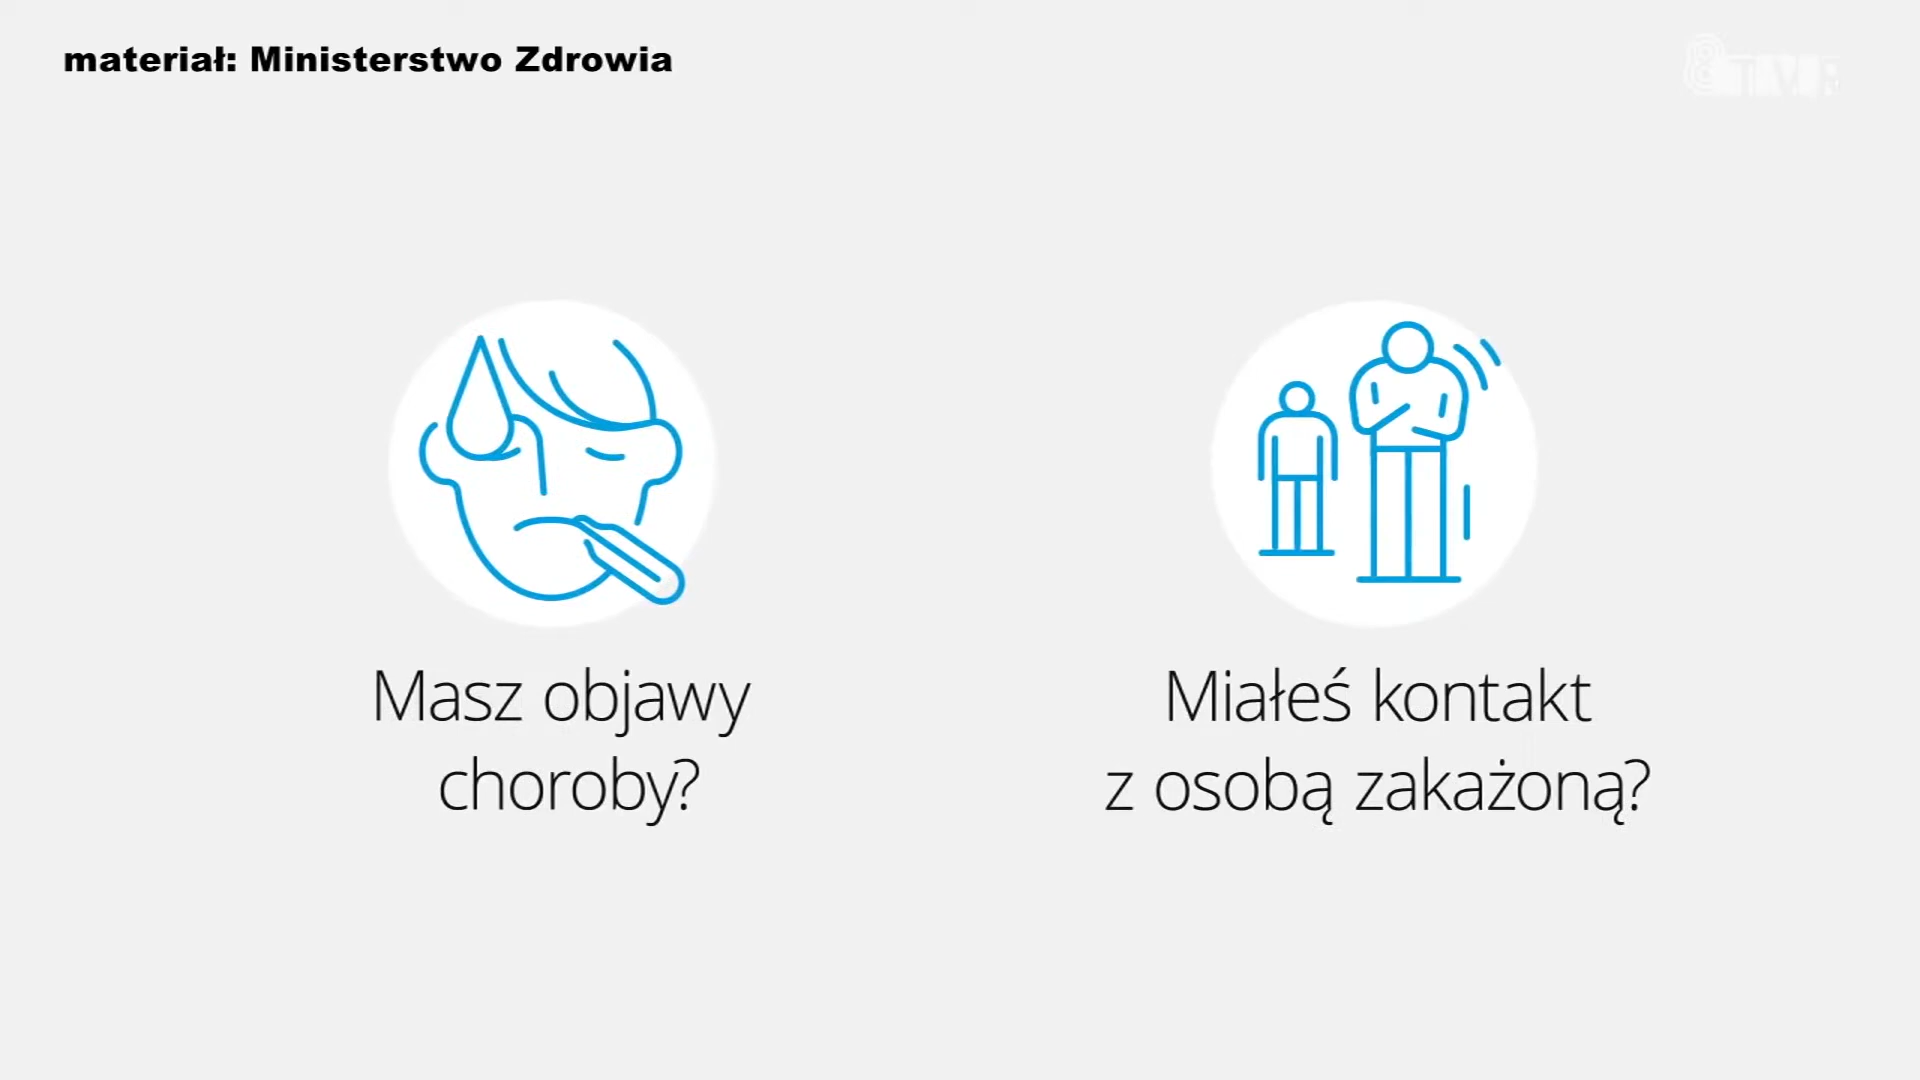 materiał: Ministerstwo Zdrowia
Masz objawy
choroby?
Miałeś kontakt
z osobą zakażoną?